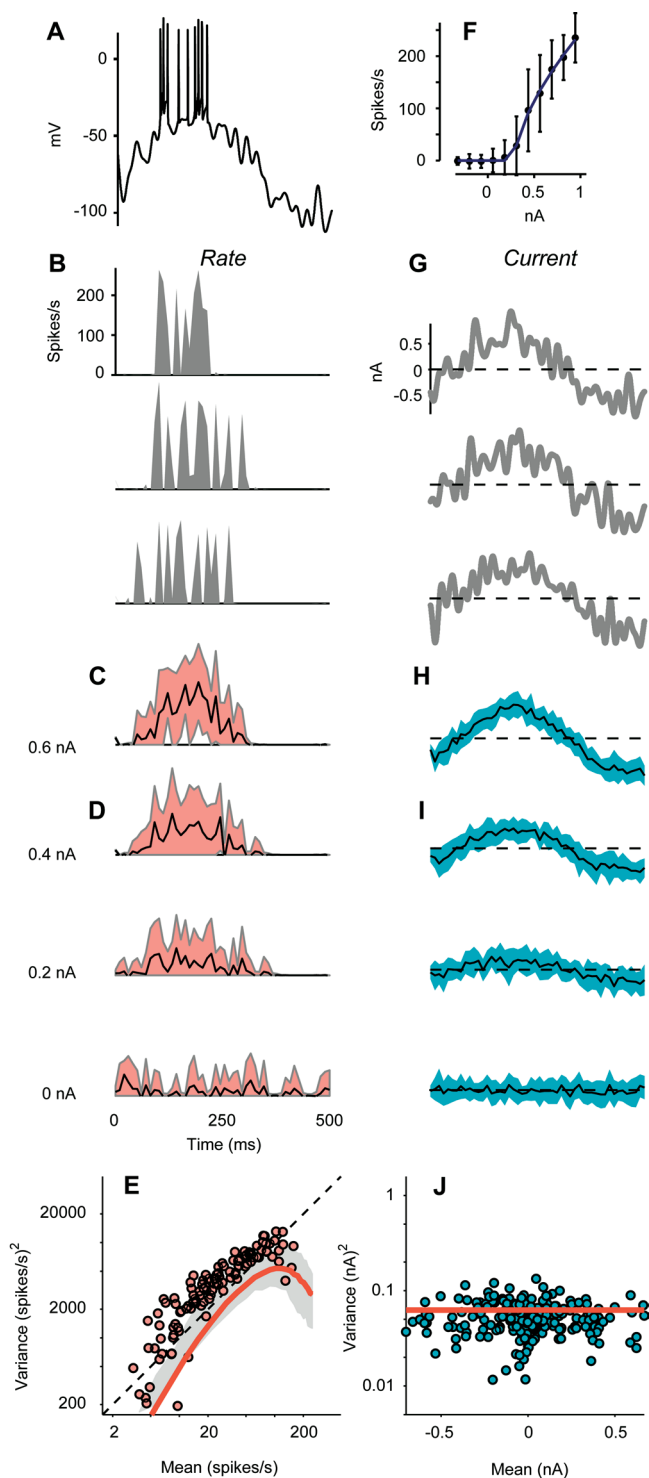 A
0
-50
-100
mV
F
Spikes/s
200
100
0
0
0.5
1
nA
B
Rate
Spikes/s
200
100
0
G
Current
nA
0.5
0
-0.5
C
0.6 nA
H
D
0.4 nA
I
0.2 nA
0 nA
0
250
500
Time (ms)
E
Variance (spikes/s)²
20000
2000
200
2
20
200
Mean (spikes/s)
J
Variance (nA)²
1
0.1
0.01
-0.5
0
0.5
Mean (nA)